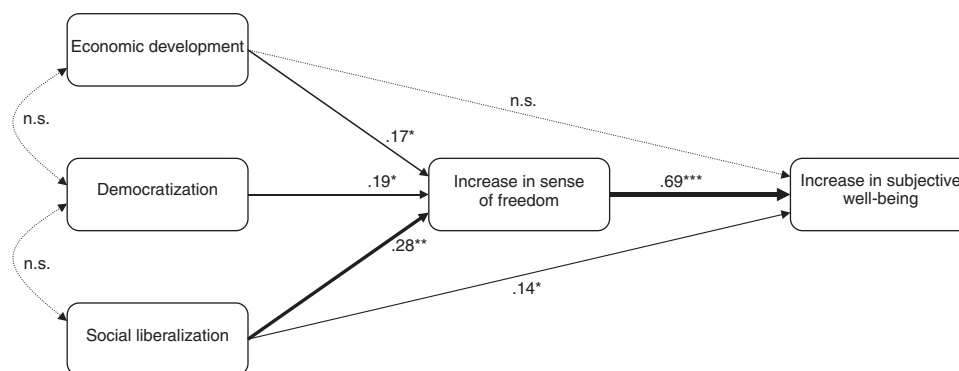 Economic development
n.s.
n.s.
.17*
Democratization
.19*
Increase in sense
of freedom
.69***
Increase in subjective
well-being
n.s.
.28**
.14*
Social liberalization